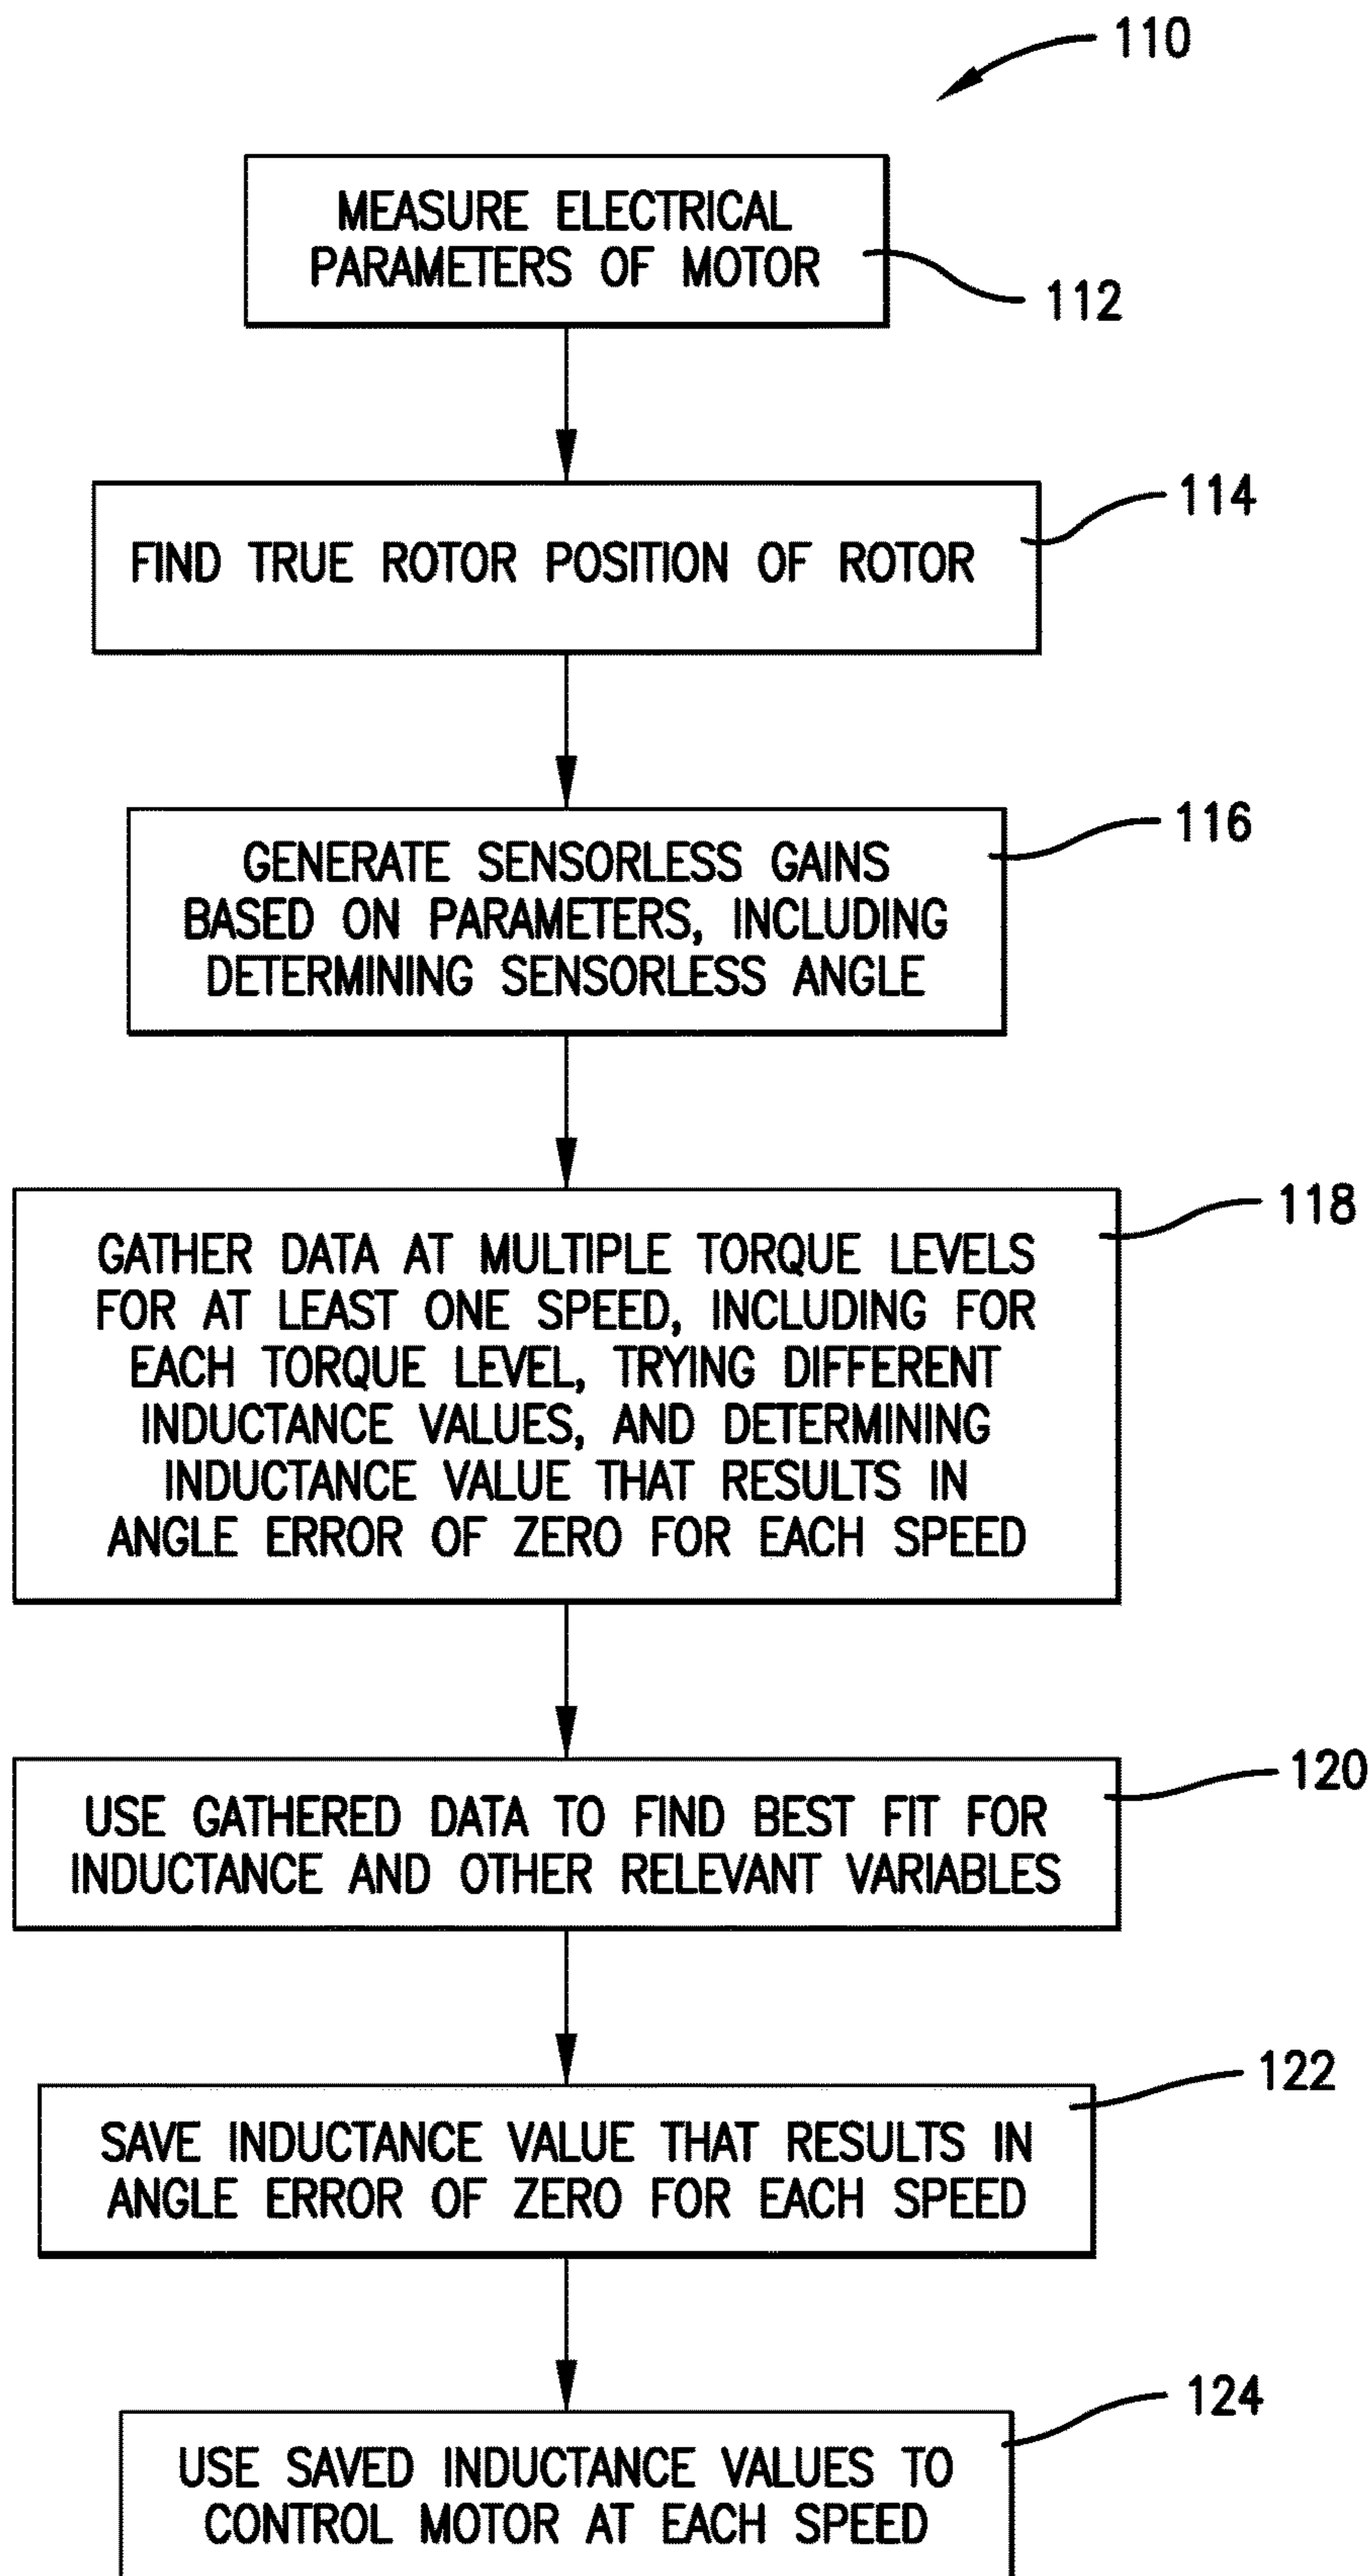 110
MEASURE ELECTRICAL
PARAMETERS OF MOTOR
112
114
FIND TRUE ROTOR POSITION OF ROTOR
116
GENERATE SENSORLESS GAINS
BASED ON PARAMETERS, INCLUDING
DETERMINING SENSORLESS ANGLE
118
GATHER DATA AT MULTIPLE TORQUE LEVELS
FOR AT LEAST ONE SPEED, INCLUDING FOR
EACH TORQUE LEVEL, TRYING DIFFERENT
INDUCTANCE VALUES, AND DETERMINING
INDUCTANCE VALUE THAT RESULTS IN
ANGLE ERROR OF ZERO FOR EACH SPEED
120
USE GATHERED DATA TO FIND BEST FIT FOR
INDUCTANCE AND OTHER RELEVANT VARIABLES
122
SAVE INDUCTANCE VALUE THAT RESULTS IN
ANGLE ERROR OF ZERO FOR EACH SPEED
124
USE SAVED INDUCTANCE VALUES TO
CONTROL MOTOR AT EACH SPEED